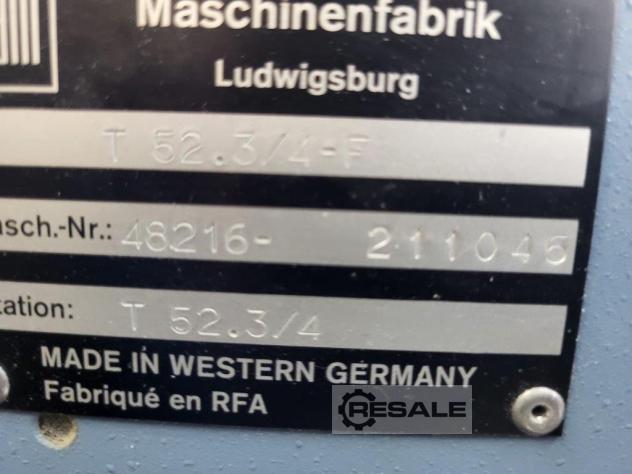 Maschinenfabrik
Ludwigsburg
T 52.3/4-F
asch.-Nr.: 48216- 211045
tation: T 52.3/4
MADE IN WESTERN GERMANY
Fabriqué en RFA
RESALE